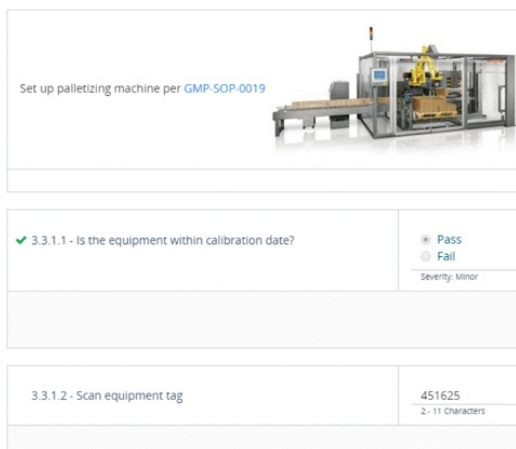 Set up palletizing machine per GMP-SOP-0019
3.3.1.1 - Is the equipment within calibration date?
Pass
Fail
Severity: Minor
3.3.1.2 - Scan equipment tag
451625
2 - 11 Characters